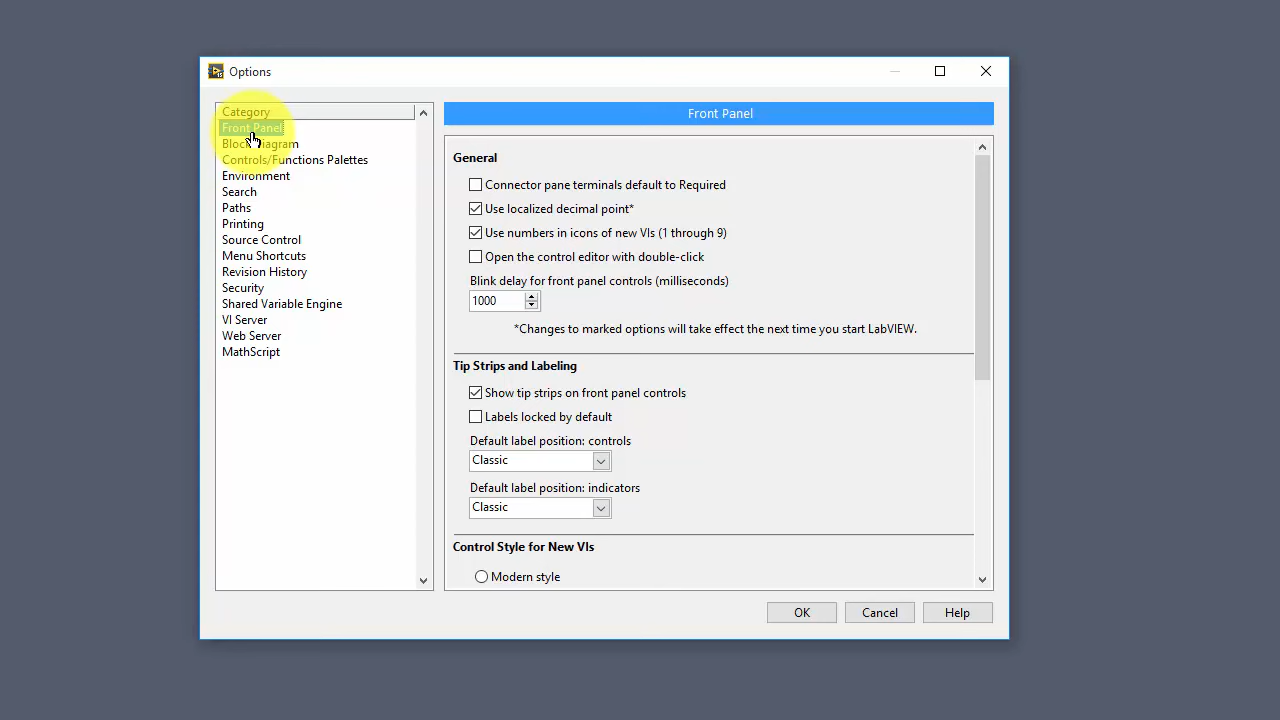 Options
Category
Front Panel
Block Diagram
Controls/Functions Palettes
Environment
Search
Paths
Printing
Source Control
Menu Shortcuts
Revision History
Security
Shared Variable Engine
VI Server
Web Server
MathScript
Front Panel
General
Connector pane terminals default to Required
Use localized decimal point*
Use numbers in icons of new VIs (1 through 9)
Open the control editor with double-click
Blink delay for front panel controls (milliseconds)
1000
*Changes to marked options will take effect the next time you start LabVIEW.
Tip Strips and Labeling
Show tip strips on front panel controls
Labels locked by default
Default label position: controls
Classic
Default label position: indicators
Classic
Control Style for New VIs
Modern style
OK Cancel Help